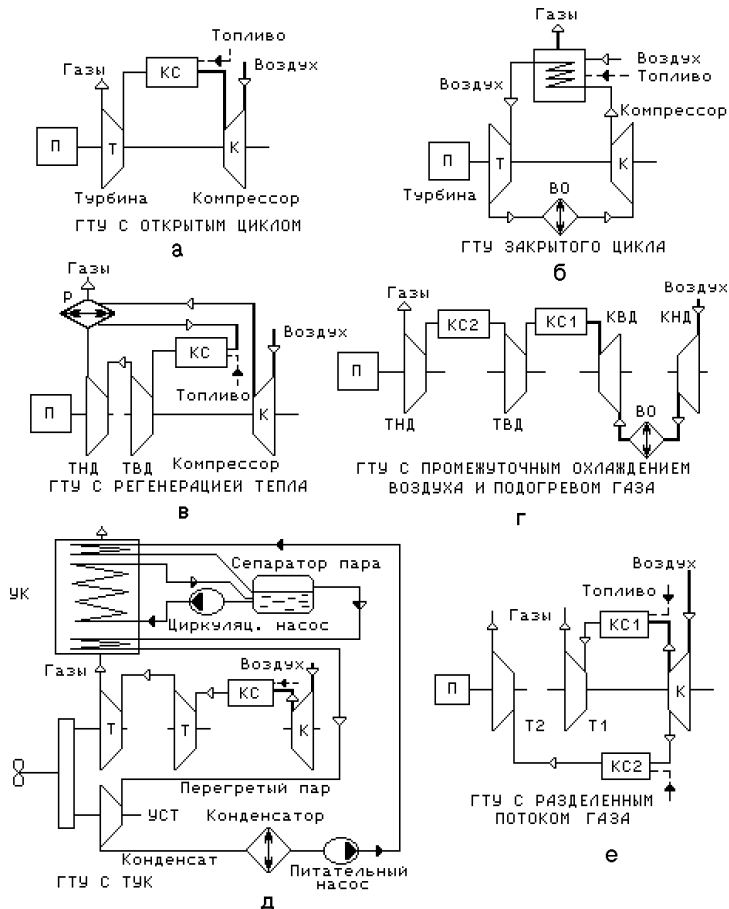 Топливо
Газы
КС
Воздух
П
Т
К
Турбина
Компрессор
ГТУ С ОТКРЫТЫМ ЦИКЛОМ
а
Газы
Воздух
Топливо
Воздух
Компрессор
П
Т
К
Турбина
ВО
ГТУ ЗАКРЫТОГО ЦИКЛА
б
Газы
Р
Воздух
КС
Топливо
П
К
ТНД
ТВД
Компрессор
ГТУ С РЕГЕНЕРАЦИЕЙ ТЕПЛА
в
Воздух
Газы
КС2
КС1
КВД
КНД
П
ТНД
ТВД
ВО
ГТУ С ПРОМЕЖУТОЧНЫМ ОХЛАЖДЕНИЕМ
ВОЗДУХА И ПОДОГРЕВОМ ГАЗА
г
Сепаратор пара
УК
Циркуляц. насос
Газы
Воздух
КС
Т
Т
К
Перегретый пар
УСТ
Конденсатор
Конденсат
Питательный
насос
ГТУ С ТУК
д
Воздух
Топливо
Газы
КС1
П
К
Т2
Т1
КС2
ГТУ С РАЗДЕЛЕННЫМ
ПОТОКОМ ГАЗА
е